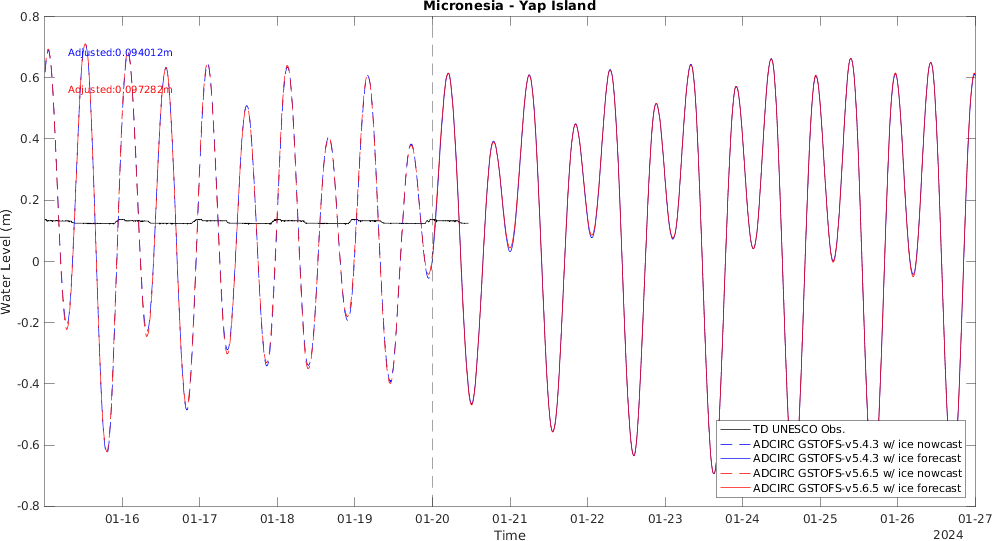 Micronesia - Yap Island
Adjusted:0.094012m
Adjusted:0.097282m
Water Level (m)
0.8
0.6
0.4
0.2
0
-0.2
-0.4
-0.6
-0.8
TD UNESCO Obs.
ADCIRC GSTOFS-v5.4.3 w/ ice nowcast
ADCIRC GSTOFS-v5.4.3 w/ ice forecast
ADCIRC GSTOFS-v5.6.5 w/ ice nowcast
ADCIRC GSTOFS-v5.6.5 w/ ice forecast
01-16 01-17 01-18 01-19 01-20 01-21 01-22 01-23 01-24 01-25 01-26 01-27
Time
2024